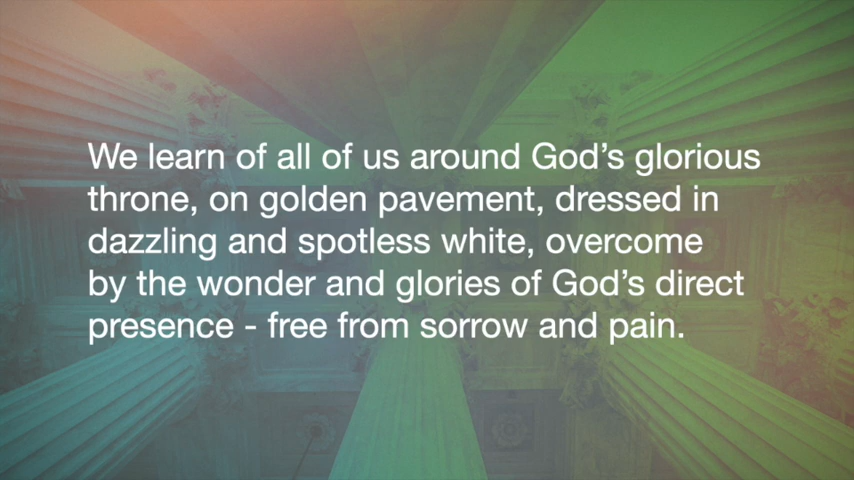 We learn of all of us around God’s glorious
throne, on golden pavement, dressed in
dazzling and spotless white, overcome
by the wonder and glories of God’s direct
presence - free from sorrow and pain.